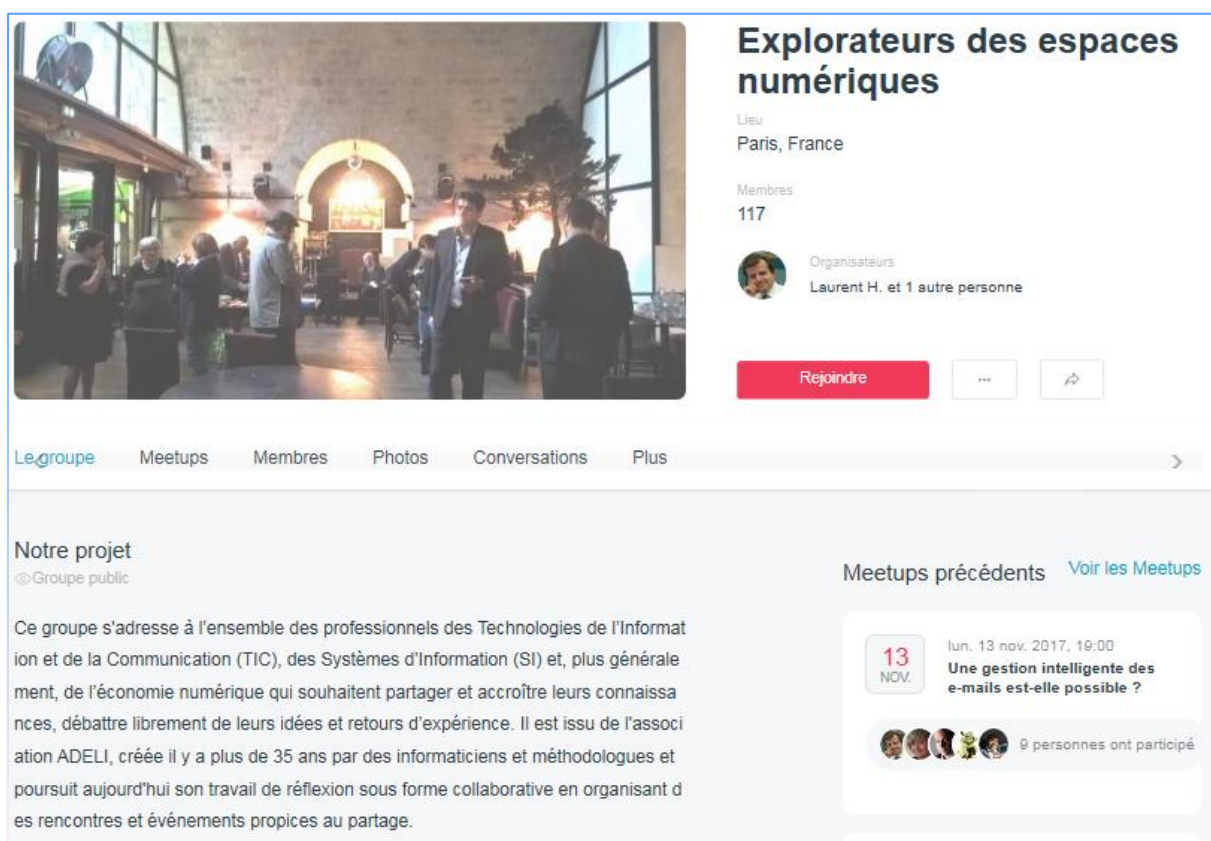 Explorateurs des espaces
numériques
Lieu
Paris, France
Membres
117
Organisateurs
Laurent H. et 1 autre personne
Rejoindre
...
Le groupe
Meetups
Membres
Photos
Conversations
Plus
Notre projet
Groupe public
Ce groupe s'adresse à l'ensemble des professionnels des Technologies de l'Informat
ion et de la Communication (TIC), des Systèmes d'Information (SI) et, plus générale
ment, de l'économie numérique qui souhaitent partager et accroître leurs connaissa
nces, débattre librement de leurs idées et retours d'expérience. Il est issu de l'associ
ation ADELI, créée il y a plus de 35 ans par des informaticiens et méthodologues et
poursuit aujourd'hui son travail de réflexion sous forme collaborative en organisant d
es rencontres et événements propices au partage.
Meetups précédents
Voir les Meetups
13
NOV.
lun. 13 nov. 2017, 19:00
Une gestion intelligente des
e-mails est-elle possible ?
9 personnes ont participé